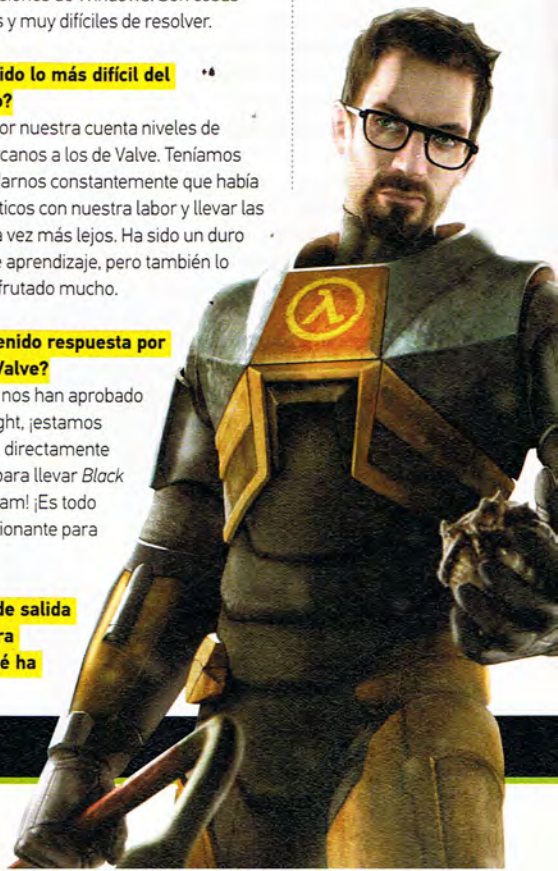 s y muy difíciles de resolver.
ido lo más difícil del
o?
or nuestra cuenta niveles de
canos a los de Valve. Teníamos
arnos constantemente que había
ticos con nuestra labor y llevar las
a vez más lejos. Ha sido un duro
e aprendizaje, pero también lo
frutado mucho.
enido respuesta por
Valve?
nos han aprobado
ght, ¡estamos
directamente
para llevar Black
am! ¡Es todo
ionante para
de salida
ra
é ha
λ